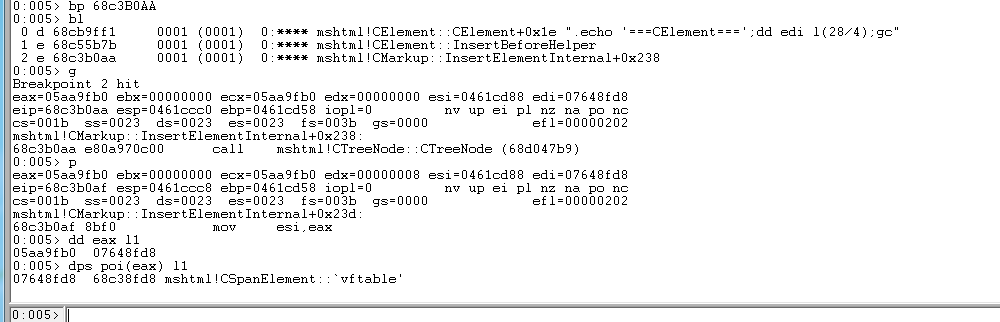 0:005> bp 68c3B0AA
0:005> bl
 0 d 68cb9ff1     0001 (0001)  0:**** mshtml!CElement::CElement+0x1e ".echo '===CElement===';dd edi l(28/4);gc"
 1 e 68c55b7b     0001 (0001)  0:**** mshtml!CElement::InsertBeforeHelper
 2 e 68c3b0aa     0001 (0001)  0:**** mshtml!CMarkup::InsertElementInternal+0x238
0:005> g
Breakpoint 2 hit
eax=05aa9fb0 ebx=00000000 ecx=05aa9fb0 edx=00000000 esi=0461cd88 edi=07648fd8
eip=68c3b0aa esp=0461ccc0 ebp=0461cd58 iopl=0         nv up ei pl nz na po nc
cs=001b  ss=0023  ds=0023  es=0023  fs=003b  gs=0000             efl=00000202
mshtml!CMarkup::InsertElementInternal+0x238:
68c3b0aa e80a970c00      call    mshtml!CTreeNode::CTreeNode (68d047b9)
0:005> p
eax=05aa9fb0 ebx=00000000 ecx=05aa9fb0 edx=00000008 esi=0461cd88 edi=07648fd8
eip=68c3b0af esp=0461ccc8 ebp=0461cd58 iopl=0         nv up ei pl nz na po nc
cs=001b  ss=0023  ds=0023  es=0023  fs=003b  gs=0000             efl=00000202
mshtml!CMarkup::InsertElementInternal+0x23d:
68c3b0af 8bf0            mov     esi,eax
0:005> dd eax l1
05aa9fb0  07648fd8
0:005> dps poi(eax) l1
07648fd8  68c38fd8 mshtml!CSpanElement::`vftable'
0:005>